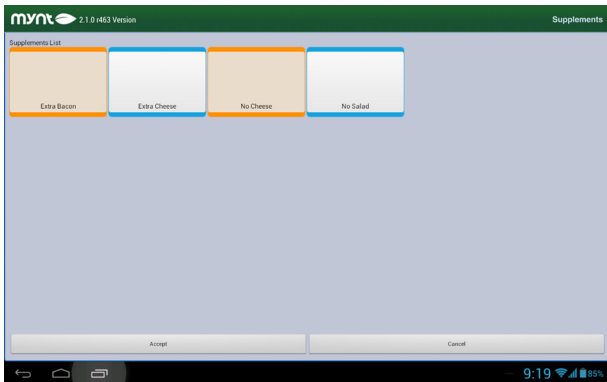 mynt 2.1.0 r463 Version Supplements
Supplements List
Extra Bacon Extra Cheese No Cheese No Salad
Accept Cancel
9:19 85%